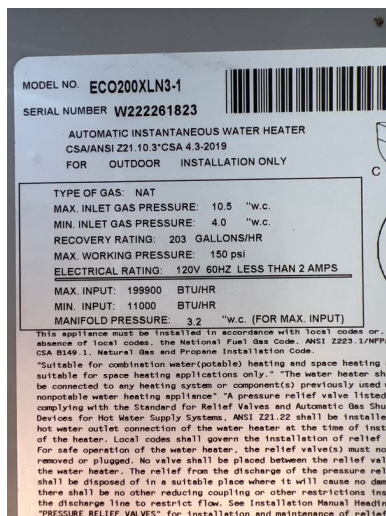 MODEL NO. ECO200XLN3-1
SERIAL NUMBER W222261823
AUTOMATIC INSTANTANEOUS WATER HEATER
CSA/ANSI Z21.10.3*CSA 4.3-2019
FOR OUTDOOR INSTALLATION ONLY
C
TYPE OF GAS: NAT
MAX. INLET GAS PRESSURE: 10.5 "w.c.
MIN. INLET GAS PRESSURE: 4.0 "w.c.
RECOVERY RATING: 203 GALLONS/HR
MAX. WORKING PRESSURE: 150 psi
ELECTRICAL RATING: 120V 60HZ LESS THAN 2 AMPS
MAX. INPUT: 199900 BTU/HR
MIN. INPUT: 11000 BTU/HR
MANIFOLD PRESSURE: 3.2 "w.c. (FOR MAX. INPUT)
This appliance must be installed in accordance with local codes or,
absence of local codes, the National Fuel Gas Code, ANSI Z223.1/NFPA
CSA B149.1, Natural Gas and Propane Installation Code.
"Suitable for combination water(potable) heating and space heating
suitable for space heating applications only." "The water heater sh
be connected to any heating system or component(s) previously used
nonpotable water heating appliance" "A pressure relief valve listed
complying with the Standard for Relief Valves and Automatic Gas Shu
Devices for Hot Water Supply Systems, ANSI Z21.22 shall be installe
hot water outlet connection of the water heater at the time of inst
of the heater. Local codes shall govern the installation of relief
For safe operation of the water heater, the relief valve(s) must no
removed or plugged. No valve shall be placed between the relief val
the water heater. The relief from the discharge of the pressure rel
shall be disposed of in a suitable place where it will cause no dam
there shall be no other reducing coupling or other restrictions ins
the discharge line to restrict flow. See Installation Manual Headin
"PRESSURE RELIEF VALVES" for installation and maintenance of relief